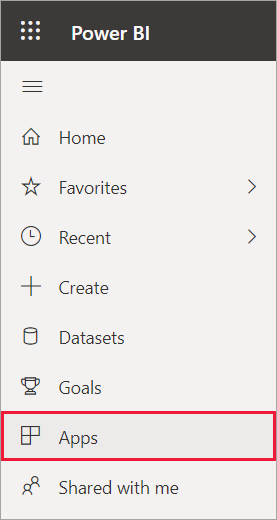 Power BI
Home
Favorites
Recent
Create
Datasets
Goals
Apps
Shared with me